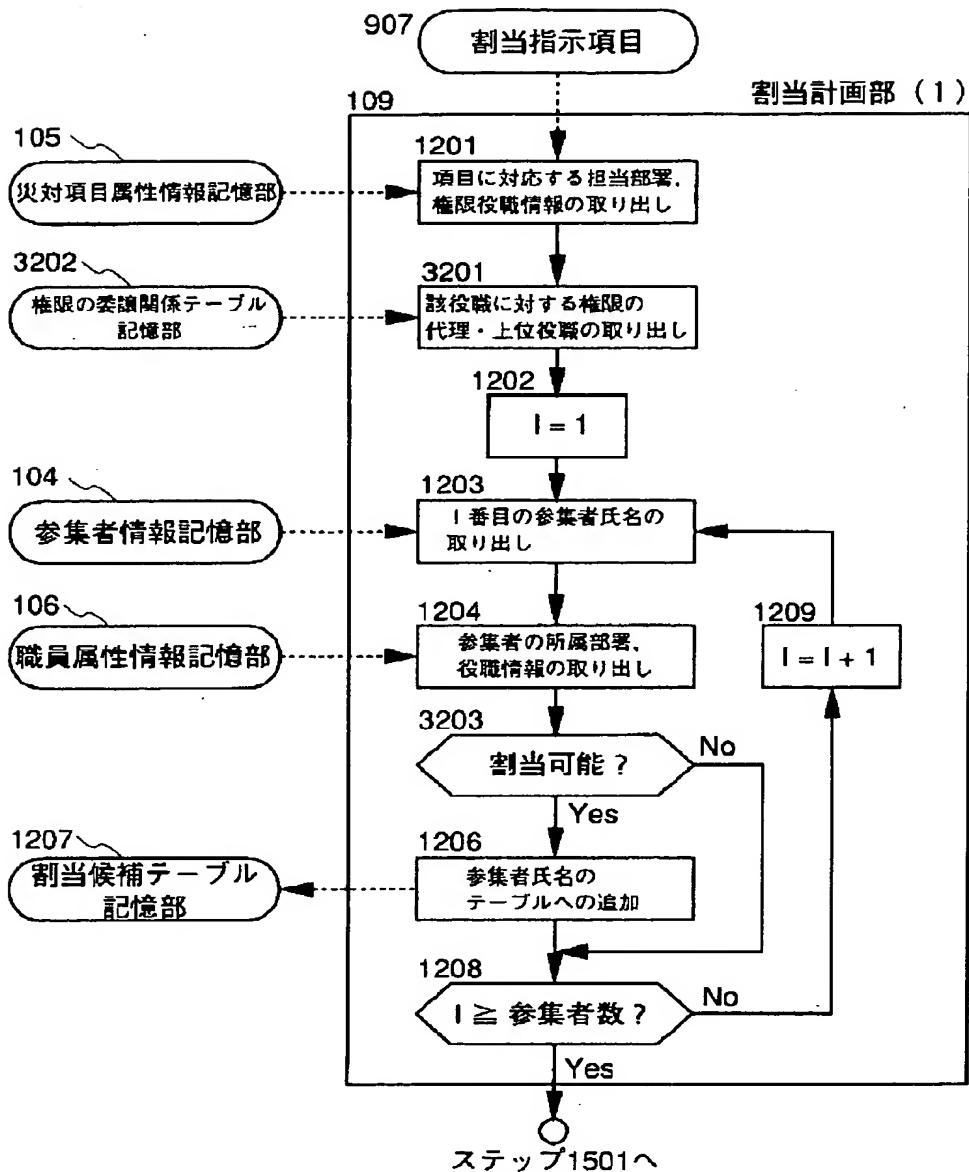 907
割当指示項目
割当計画部（1）
109
105
災対項目属性情報記憶部
1201
項目に対応する担当部署，
権限役職情報の取り出し
3202
権限の委譲関係テーブル
記憶部
3201
該役職に対する権限の
代理・上位役職の取り出し
1202
I = 1
104
参集者情報記憶部
1203
I 番目の参集者氏名の
取り出し
106
職員属性情報記憶部
1204
参集者の所属部署，
役職情報の取り出し
1209
I = I + 1
3203
割当可能？
No
Yes
1207
割当候補テーブル
記憶部
1206
参集者氏名の
テーブルへの追加
1208
I ≧ 参集者数？
No
Yes
ステップ1501へ